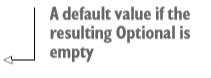 A default value if the
resulting Optional is
empty